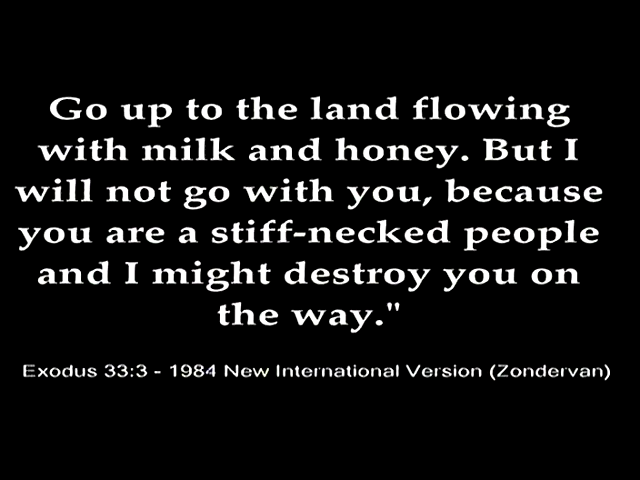 Go up to the land flowing
with milk and honey. But I
will not go with you, because
you are a stiff-necked people
and I might destroy you on
the way."
Exodus 33:3 - 1984 New International Version (Zondervan)